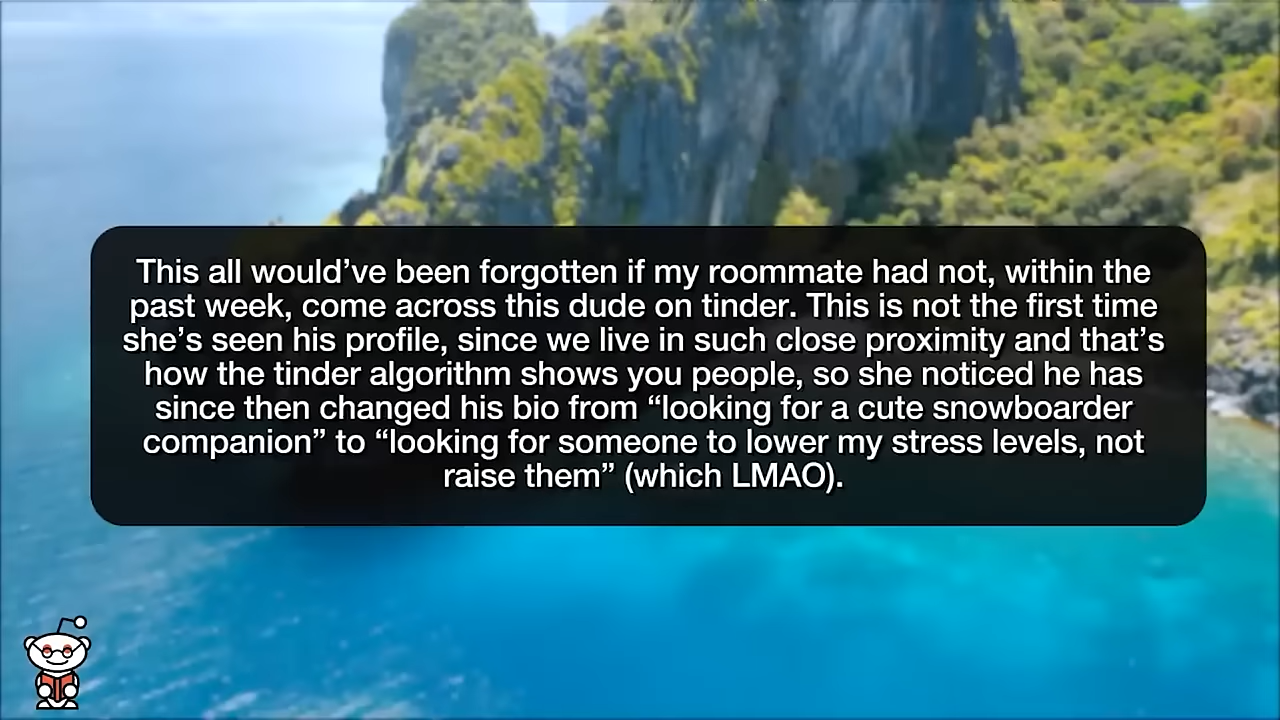 This all would’ve been forgotten if my roommate had not, within the
past week, come across this dude on tinder. This is not the first time
she’s seen his profile, since we live in such close proximity and that’s
how the tinder algorithm shows you people, so she noticed he has
since then changed his bio from “looking for a cute snowboarder
companion” to “looking for someone to lower my stress levels, not
raise them” (which LMAO).